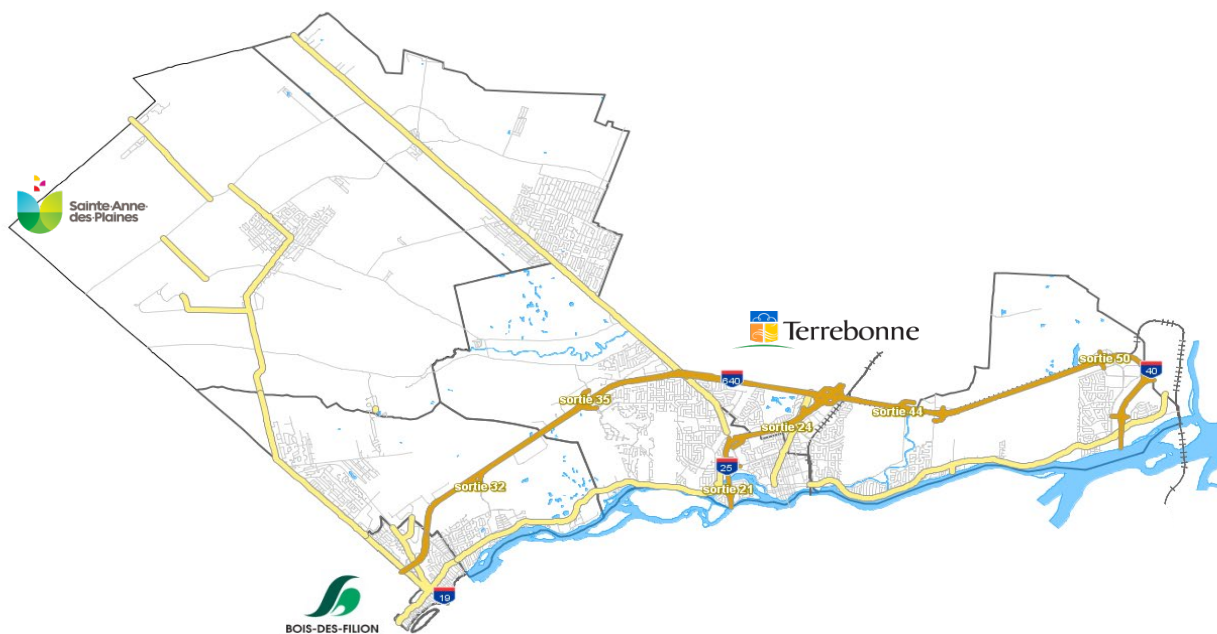 Sainte-Anne-
des-Plaines
Terrebonne
sortie 50
40
640
sortie 35
sortie 44
sortie 24
25
sortie 32
sortie 21
19
BOIS-DES-FILION